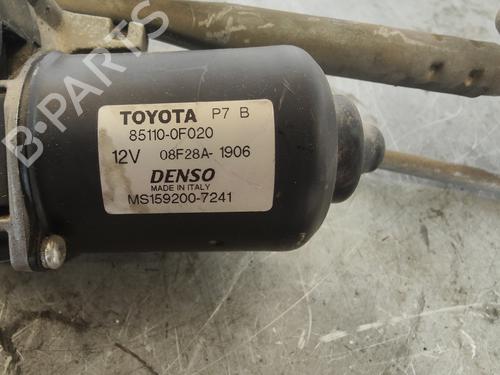 TOYOTA P7 B
85110-0F020
12V 08F28A- 1906
DENSO
MADE IN ITALY
MS159200-7241
B-PARTS